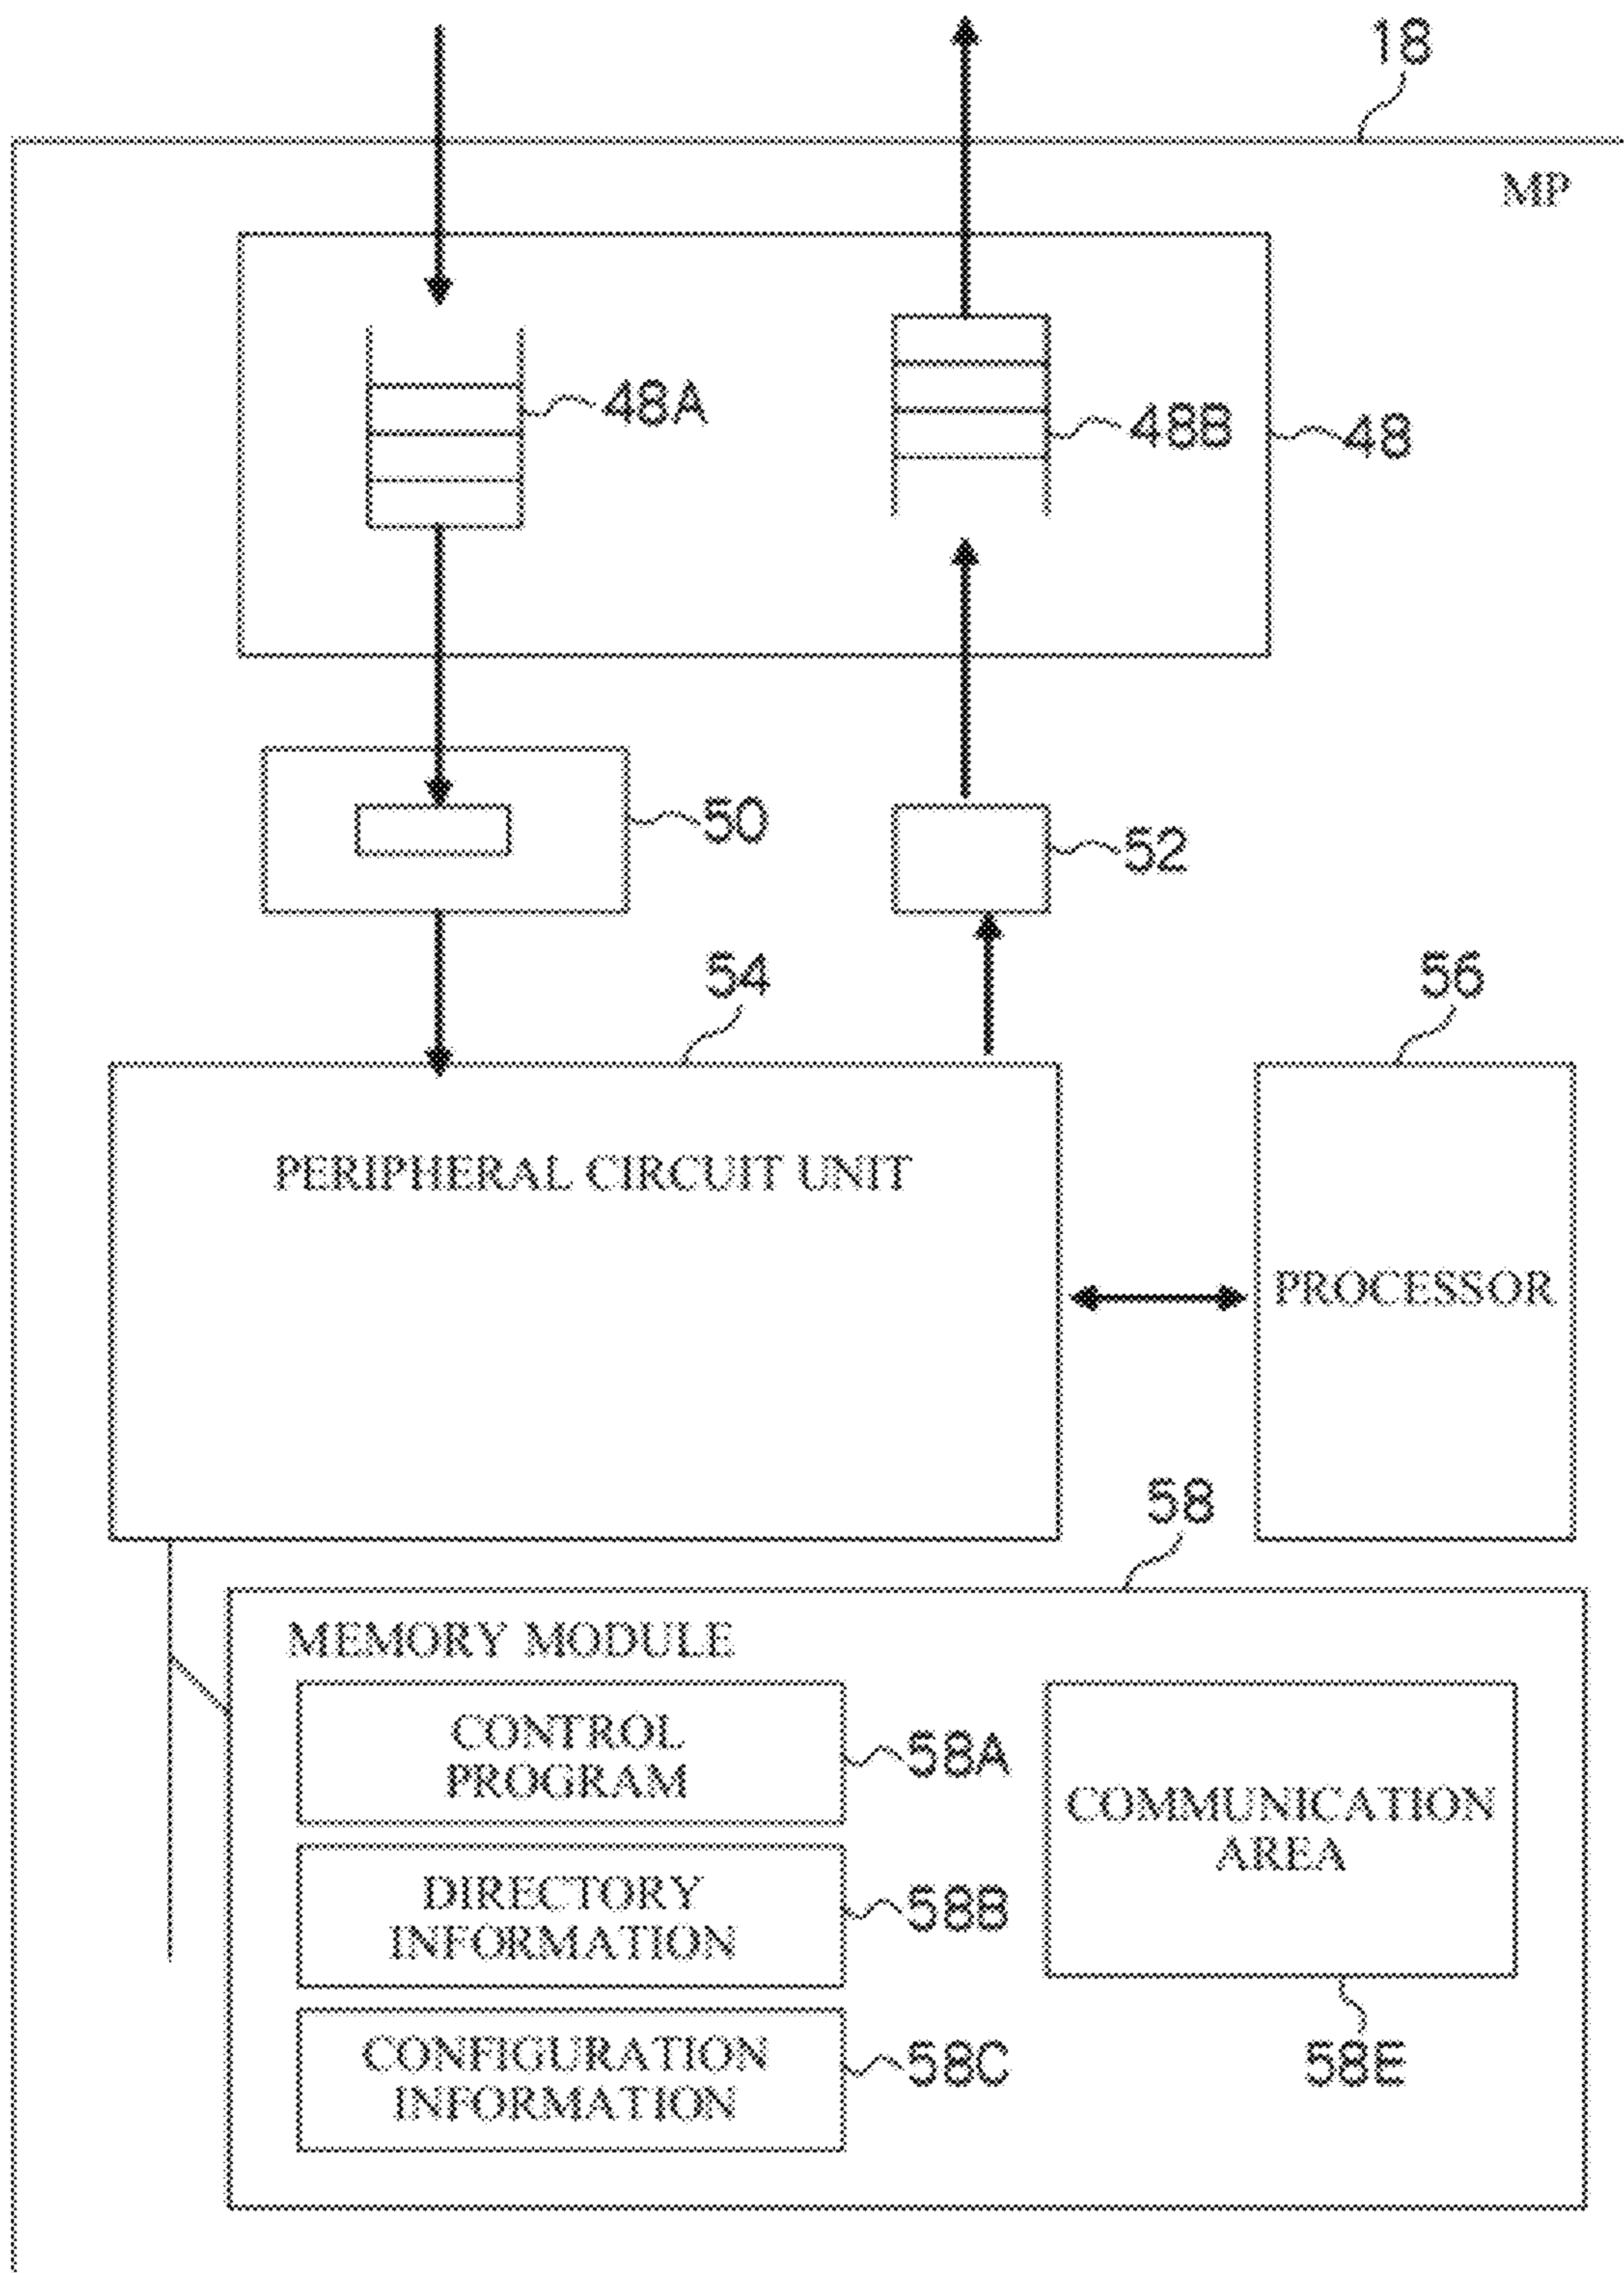 18
MP
48A
48B
48
50
52
54
56
PERIPHERAL CIRCUIT UNIT
PROCESSOR
58
MEMORY MODULE
CONTROL
PROGRAM
58A
COMMUNICATION
AREA
DIRECTORY
INFORMATION
58B
CONFIGURATION
INFORMATION
58C
58E